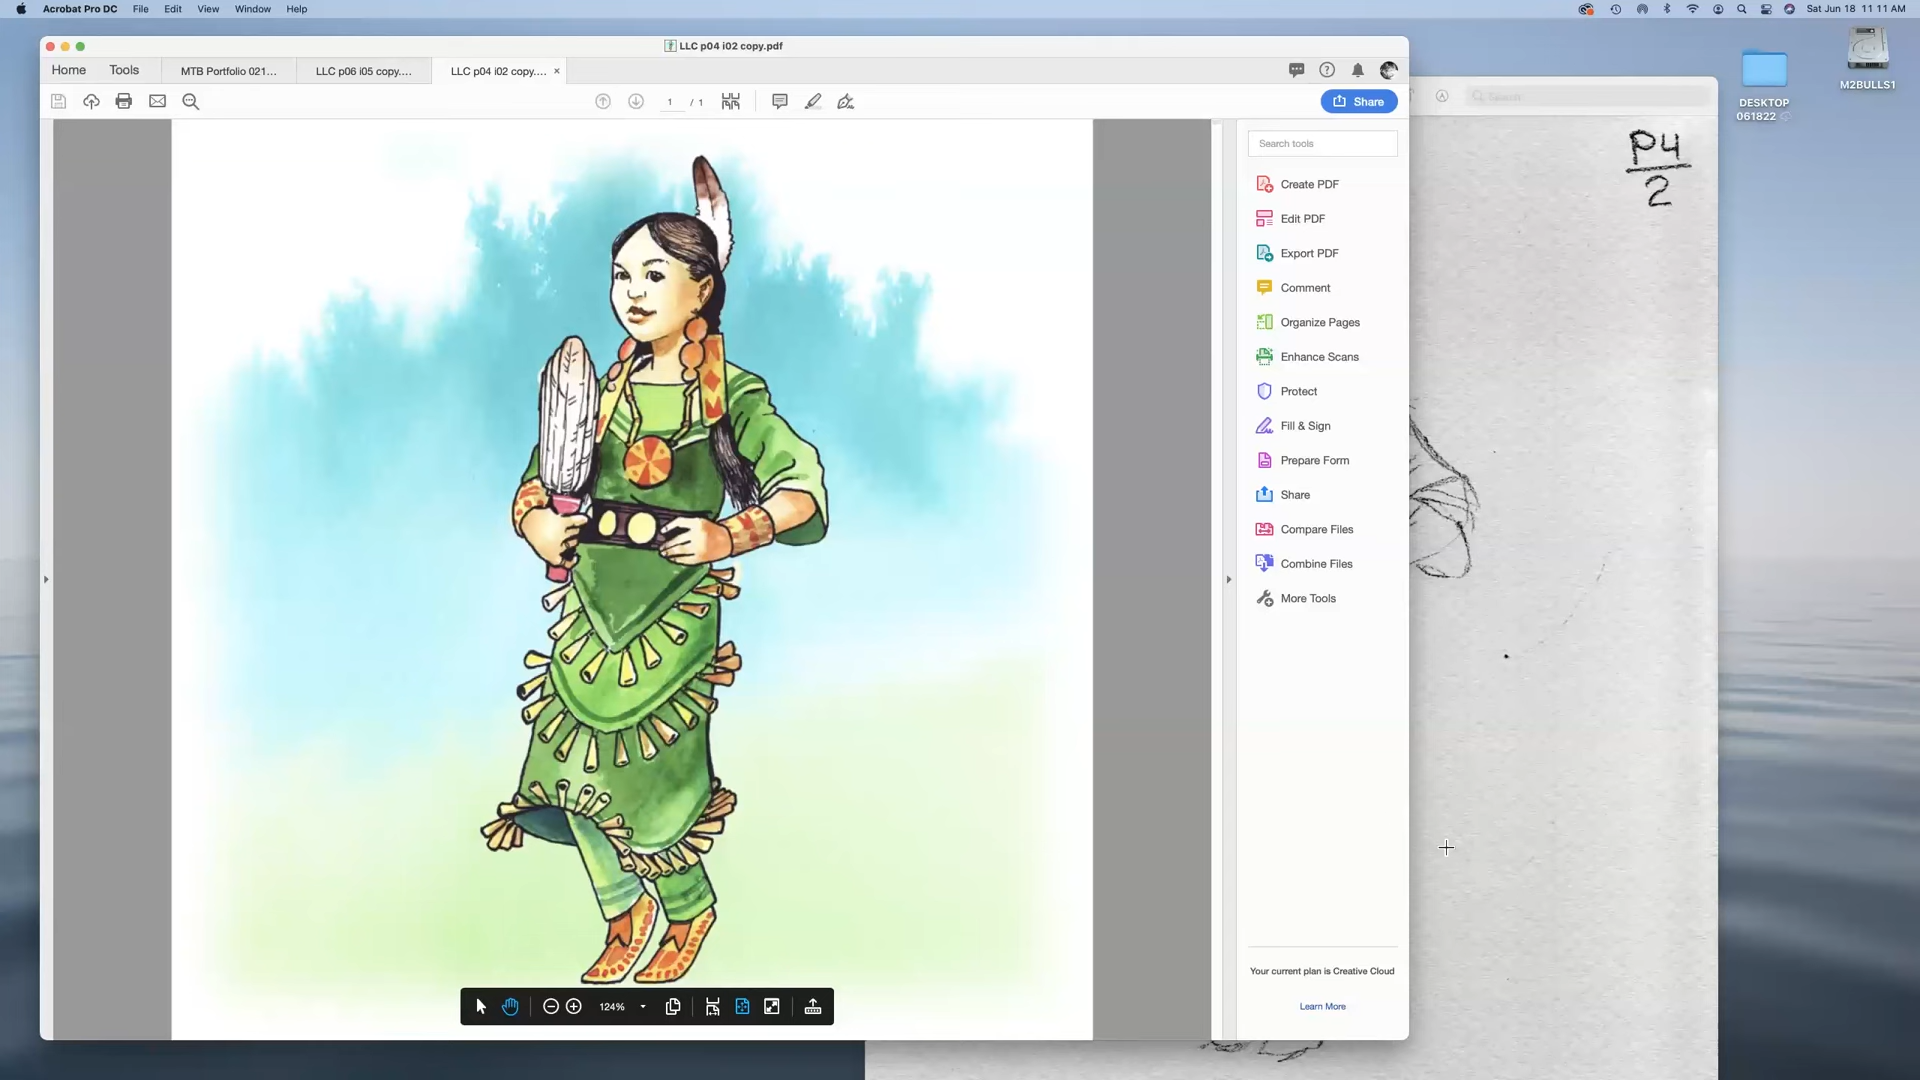 Acrobat Pro DC File Edit View Window Help Sat Jun 18 11 11 AM
LLC p04 i02 copy.pdf
Home Tools MTB Portfolio 021... LLC p06 i05 copy.... LLC p04 i02 copy.... ×
1 / 1 Share
Search
DESKTOP
061822
M2BULLS1
P4
2
Search tools
Create PDF
Edit PDF
Export PDF
Comment
Organize Pages
Enhance Scans
Protect
Fill & Sign
Prepare Form
Share
Compare Files
Combine Files
More Tools
Your current plan is Creative Cloud
Learn More
124%